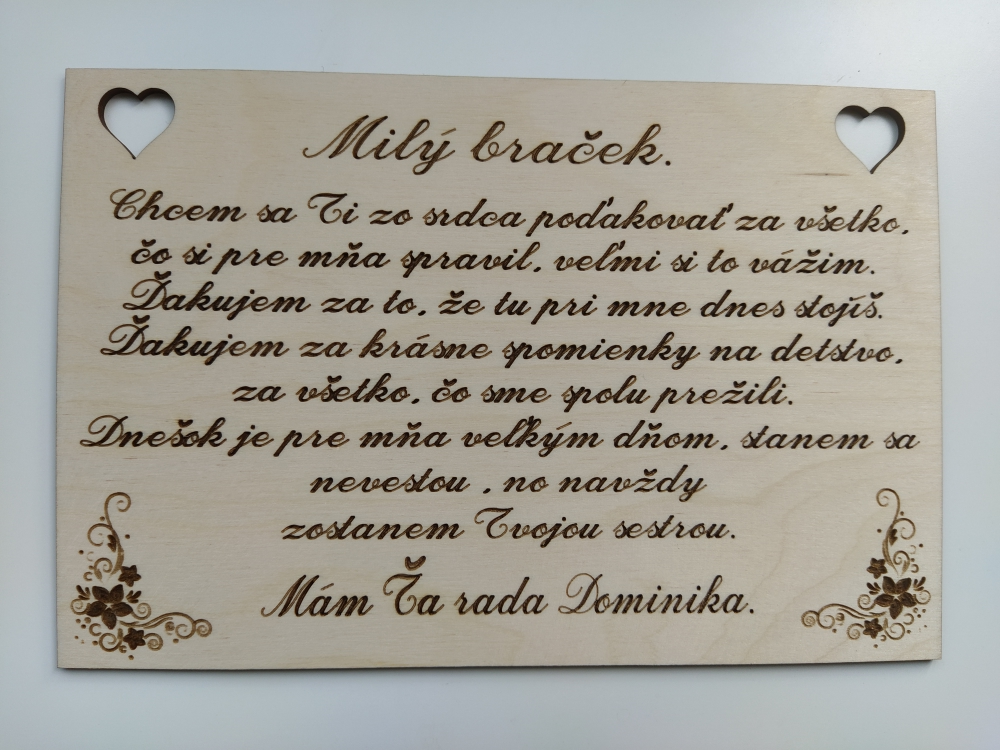 Milý braček.
Chcem sa Ti zo srdca poďakovať za všetko,
čo si pre mňa spravil, veľmi si to vážim.
Ďakujem za to, že tu pri mne dnes stojíš.
Ďakujem za krásne spomienky na detstvo,
za všetko, čo sme spolu prežili.
Dnešok je pre mňa veľkým dňom, stanem sa
nevestou , no navždy
zostanem Tvojou sestrou.
Mám Ťa rada Dominika.